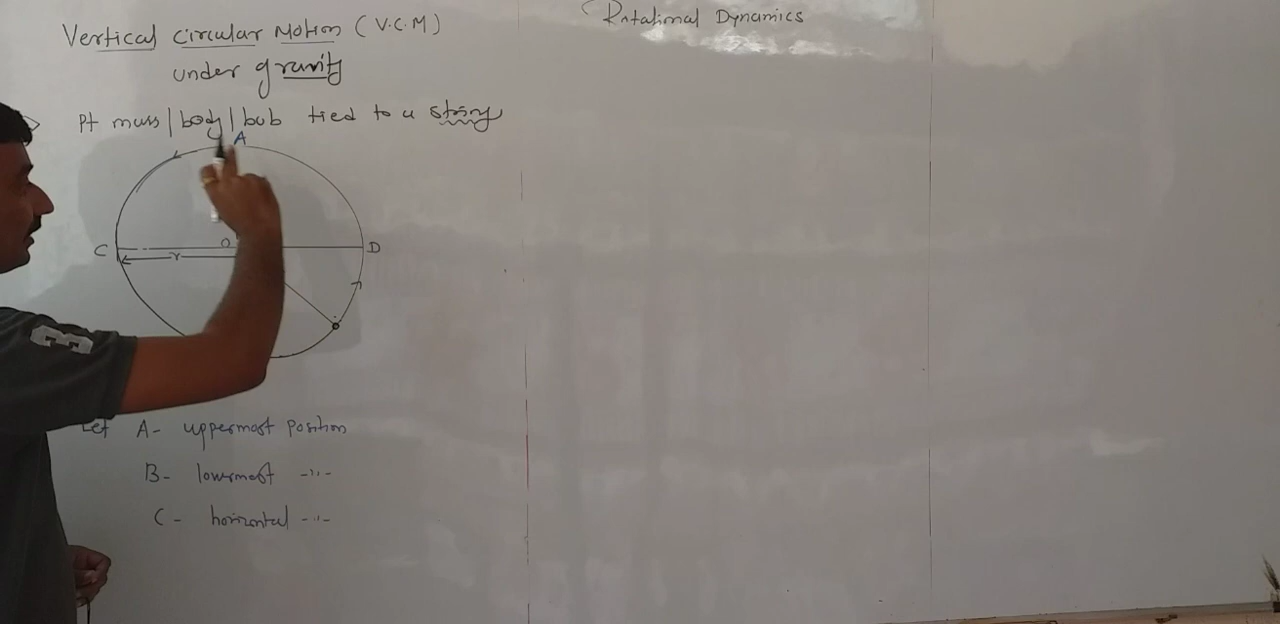 Vertical Circular Motion (V.C.M)
under gravity
Rotational Dynamics
Pt mass | body | bob tied to a string
A
C
O
D
r
Let A- uppermost position
B- lowermost -"-
C- horizontal -"-
3